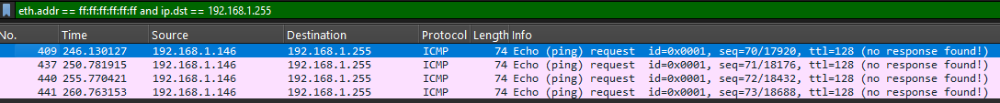 eth.addr == ff:ff:ff:ff:ff:ff and ip.dst == 192.168.1.255
No. Time Source Destination Protocol Length Info
409 246.130127 192.168.1.146 192.168.1.255 ICMP 74 Echo (ping) request id=0x0001, seq=70/17920, ttl=128 (no response found!)
437 250.781915 192.168.1.146 192.168.1.255 ICMP 74 Echo (ping) request id=0x0001, seq=71/18176, ttl=128 (no response found!)
440 255.770421 192.168.1.146 192.168.1.255 ICMP 74 Echo (ping) request id=0x0001, seq=72/18432, ttl=128 (no response found!)
441 260.763153 192.168.1.146 192.168.1.255 ICMP 74 Echo (ping) request id=0x0001, seq=73/18688, ttl=128 (no response found!)